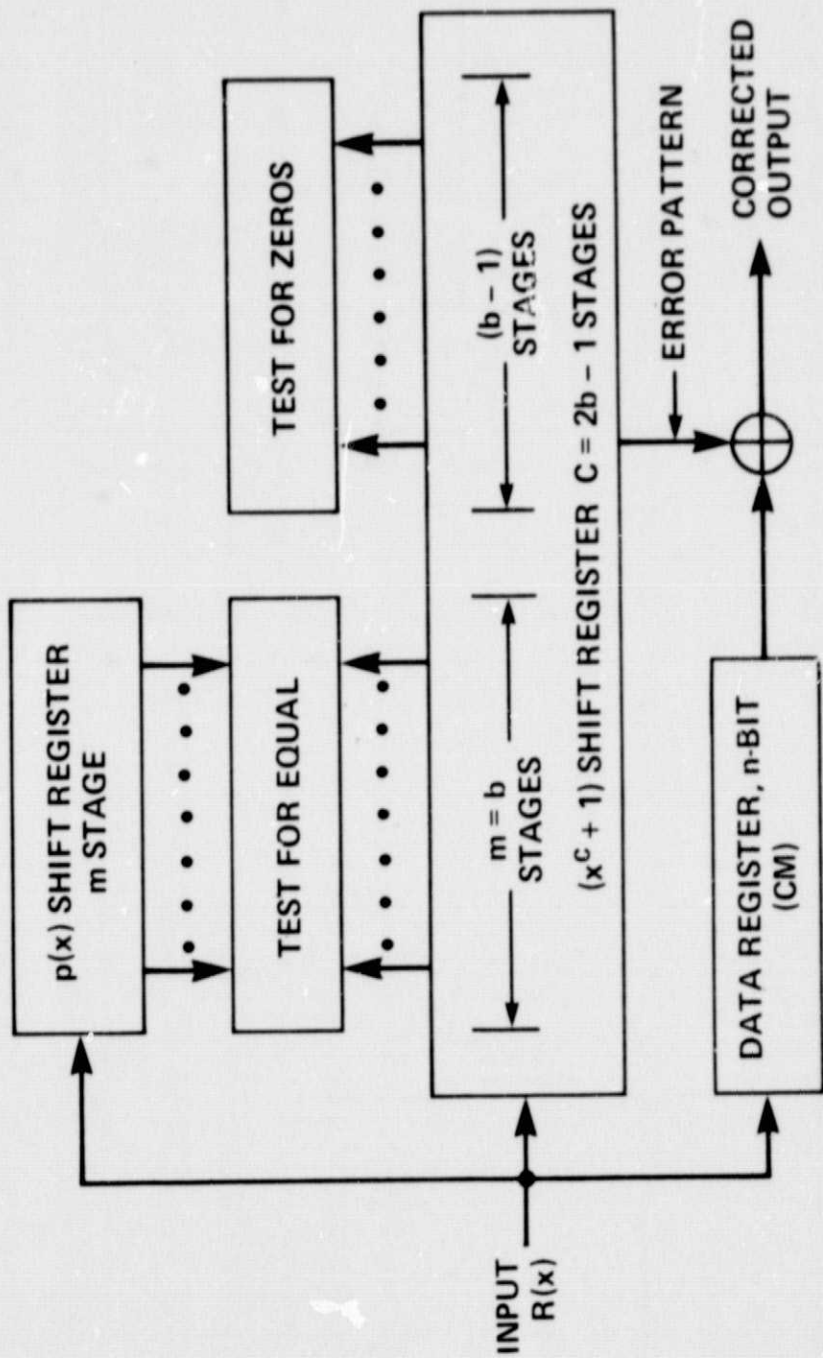 p(x) SHIFT REGISTER
m STAGE
TEST FOR EQUAL
TEST FOR ZEROS
m = b
STAGES
(b − 1)
STAGES
(x^c + 1) SHIFT REGISTER C = 2b − 1 STAGES
INPUT
R(x)
ERROR PATTERN
DATA REGISTER, n-BIT
(CM)
CORRECTED
OUTPUT